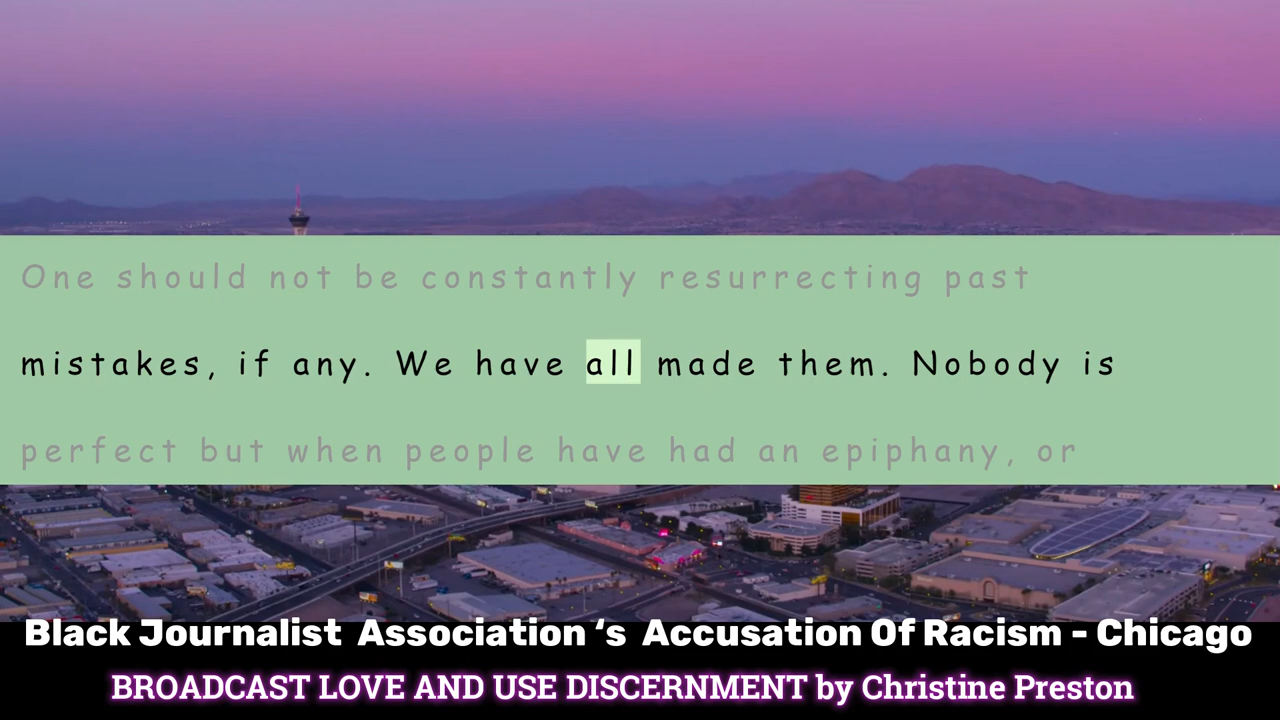 One should not be constantly resurrecting past
mistakes, if any. We have all made them. Nobody is
perfect but when people have had an epiphany, or
Black Journalist Association ‘s Accusation Of Racism - Chicago
BROADCAST LOVE AND USE DISCERNMENT by Christine Preston